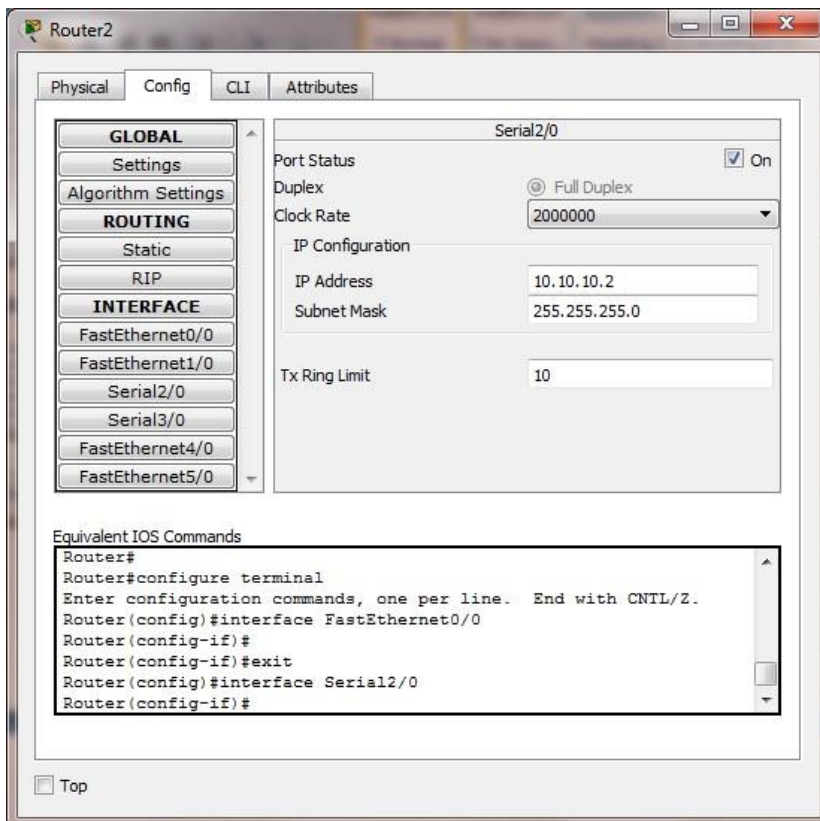 Router2
Physical
Config
CLI
Attributes
GLOBAL
Settings
Algorithm Settings
ROUTING
Static
RIP
INTERFACE
FastEthernet0/0
FastEthernet1/0
Serial2/0
Serial3/0
FastEthernet4/0
FastEthernet5/0
Serial2/0
Port Status On
Duplex Full Duplex
Clock Rate 2000000
IP Configuration
IP Address 10.10.10.2
Subnet Mask 255.255.255.0
Tx Ring Limit 10
Equivalent IOS Commands
Router#
Router#configure terminal
Enter configuration commands, one per line. End with CNTL/Z.
Router(config)#interface FastEthernet0/0
Router(config-if)#
Router(config-if)#exit
Router(config)#interface Serial2/0
Router(config-if)#
Top